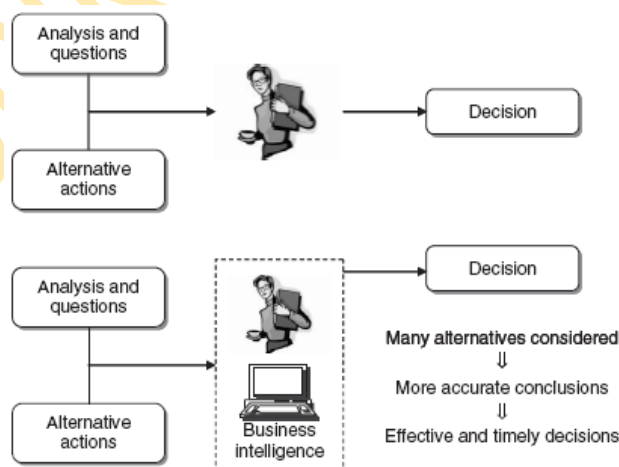 Analysis and
questions
Decision
Alternative
actions
Analysis and
questions
Decision
Many alternatives considered
⇓
More accurate conclusions
⇓
Effective and timely decisions
Alternative
actions
Business
intelligence